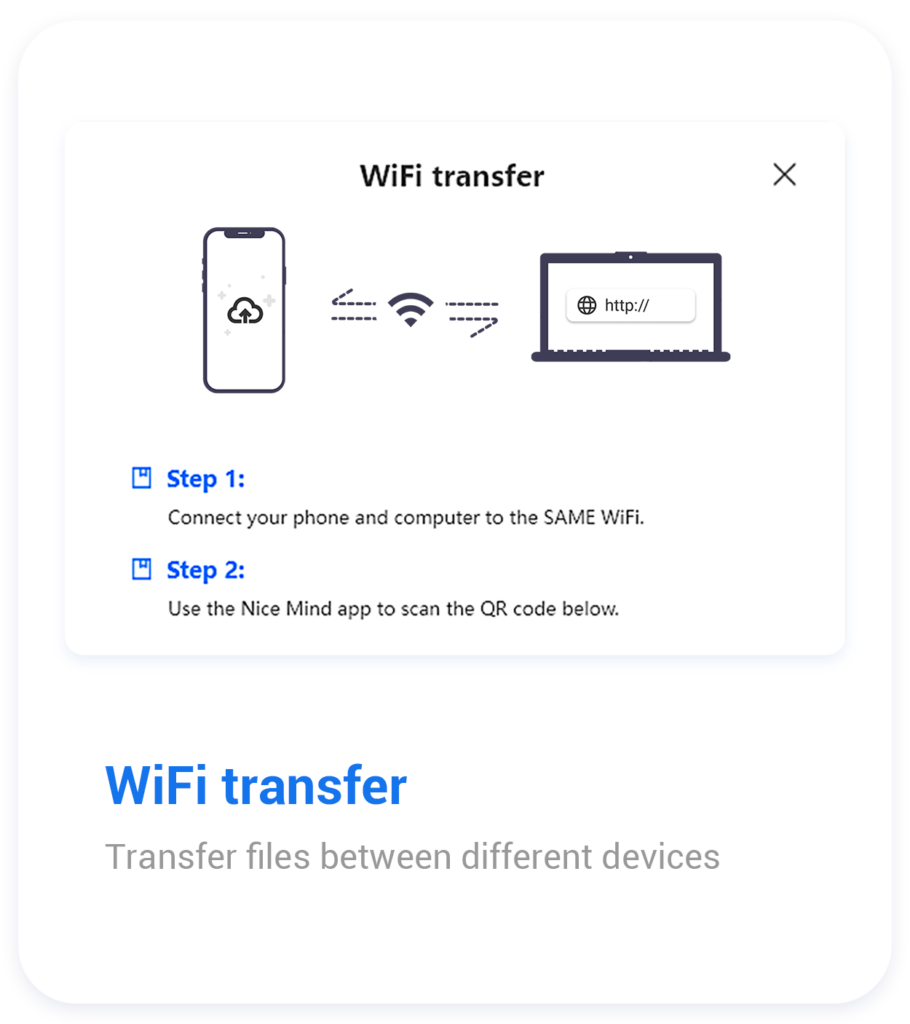 WiFi transfer
http://
Step 1:
Connect your phone and computer to the SAME WiFi.
Step 2:
Use the Nice Mind app to scan the QR code below.
WiFi transfer
Transfer files between different devices